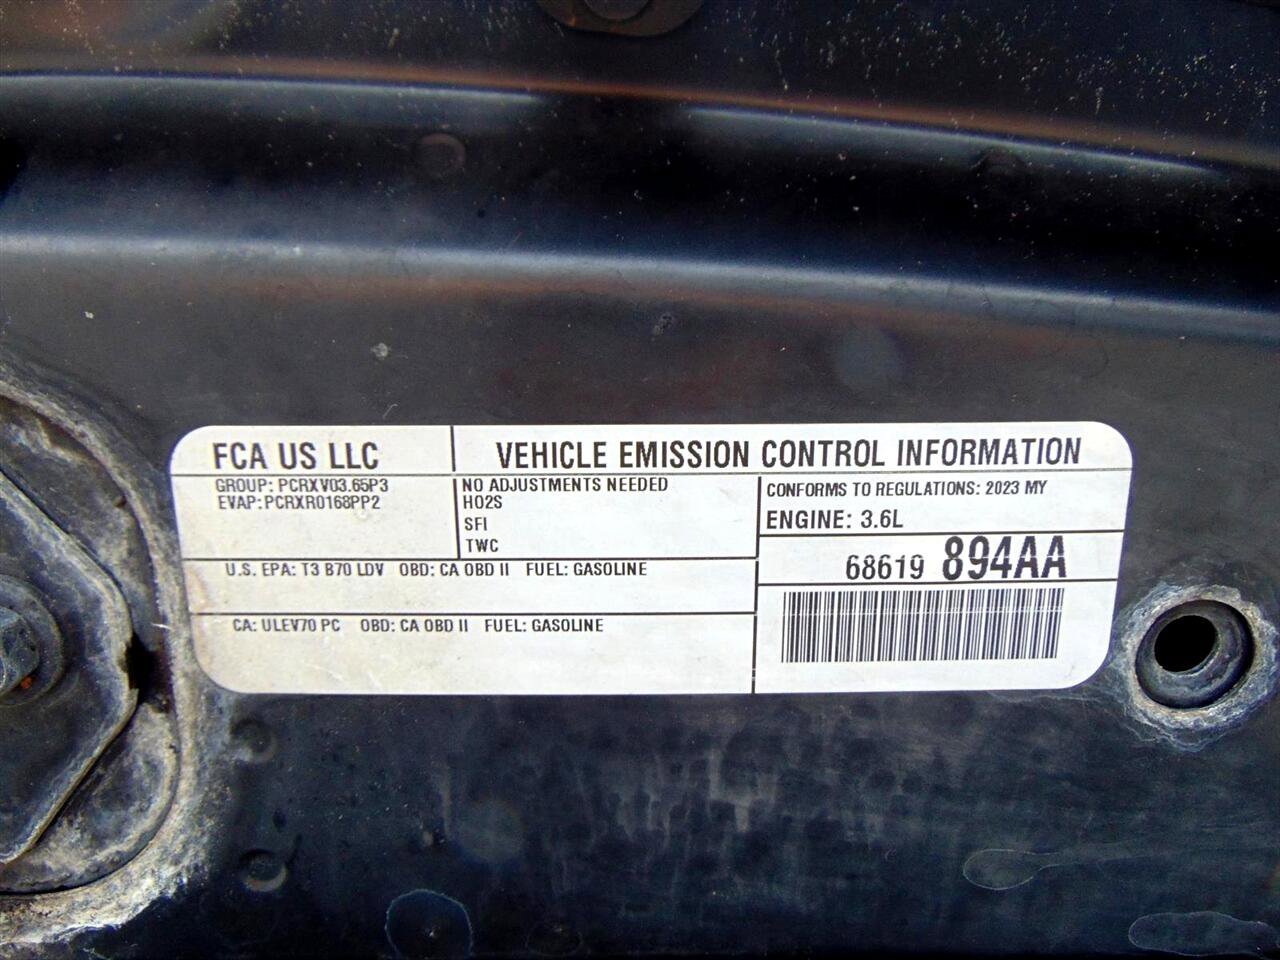 FCA US LLC
VEHICLE EMISSION CONTROL INFORMATION
GROUP: PCRXV03.65P3
EVAP: PCRXR0168PP2
NO ADJUSTMENTS NEEDED
HO2S
SFI
TWC
CONFORMS TO REGULATIONS: 2023 MY
ENGINE: 3.6L
68619 894AA
U.S. EPA: T3 B70 LDV OBD: CA OBD II FUEL: GASOLINE
CA: ULEV70 PC OBD: CA OBD II FUEL: GASOLINE